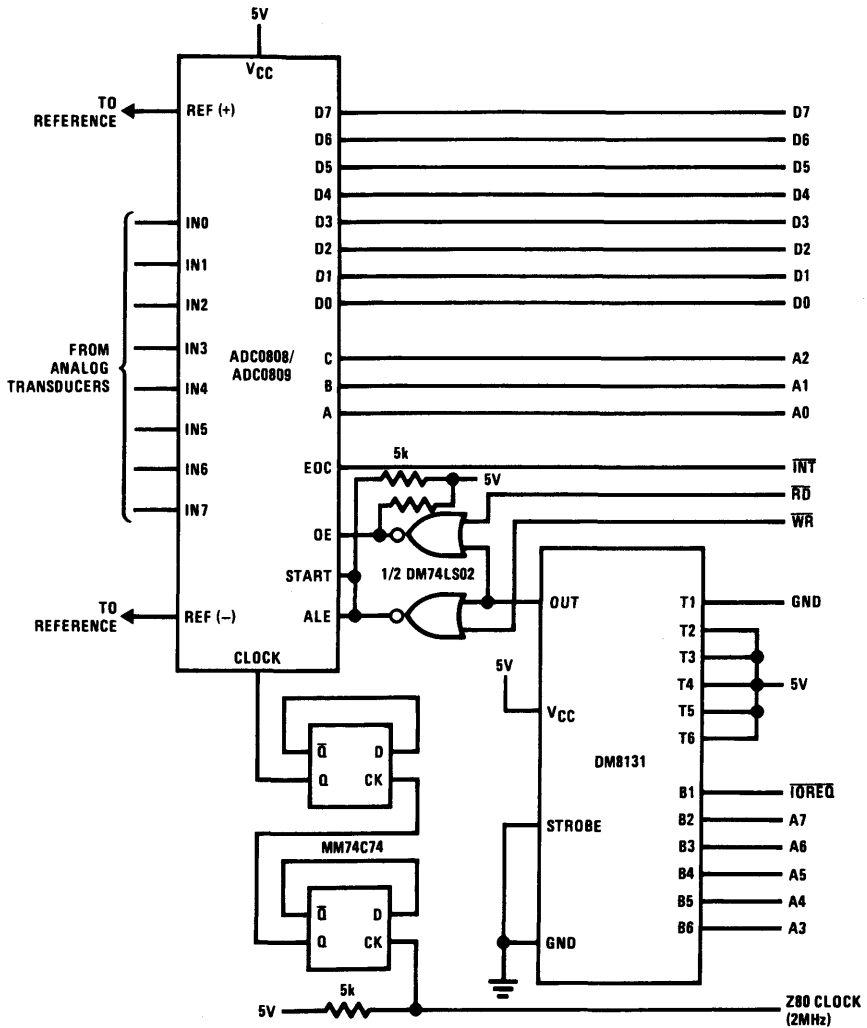 5V
VCC
TO
REFERENCE
REF (+)
D7
D7
D6
D6
D5
D5
D4
D4
IN0
D3
D3
IN1
D2
D2
D1
D1
IN2
D0
D0
FROM
ANALOG
TRANSDUCERS
IN3
ADC0808/
ADC0809
C
A2
IN4
B
A1
IN5
A
A0
5k
IN6
EOC
5V
INT
RD
IN7
WR
OE
START
1/2 DM74LS02
TO
REFERENCE
REF (−)
ALE
OUT
T1
GND
CLOCK
T2
5V
T3
T4
5V
VCC
T5
T6
Q
D
DM8131
Q
CK
B1
IOREQ
STROBE
B2
A7
MM74C74
B3
A6
B4
A5
Q
D
B5
A4
Q
CK
GND
B6
A3
5k
5V
Z80 CLOCK
(2MHz)